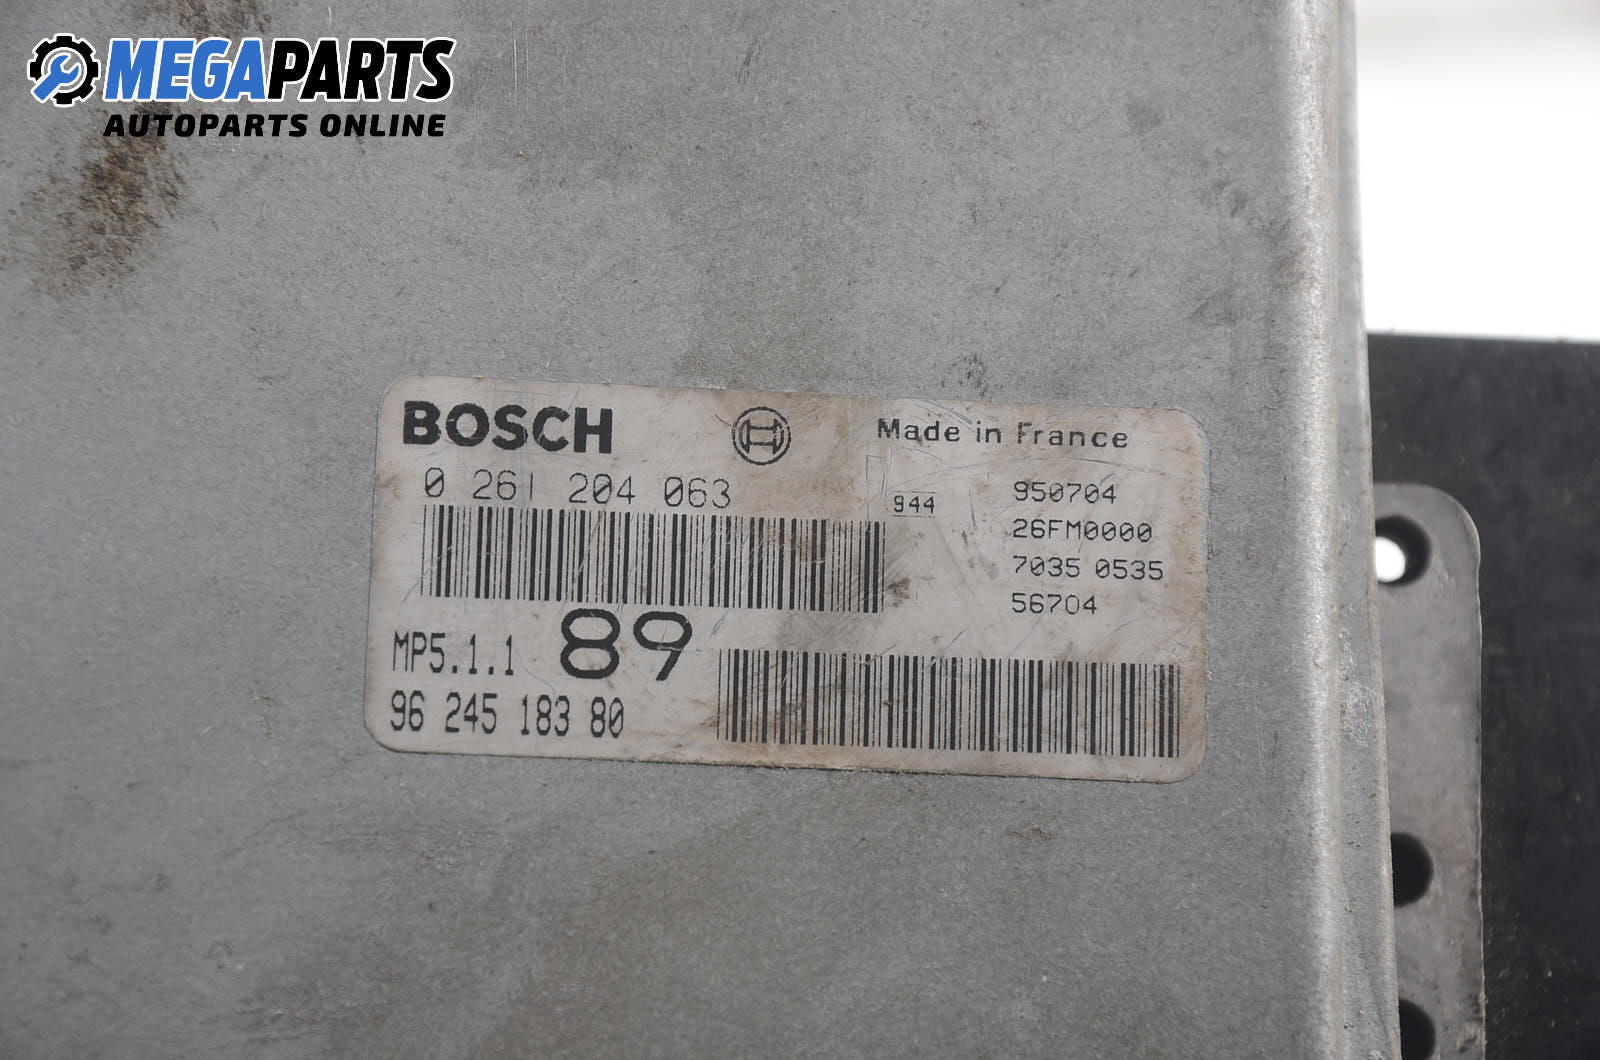 MEGAPARTS
AUTOPARTS ONLINE
BOSCH
Made in France
0 261 204 063
944
950704
26FM0000
7035 0535
56704
MP5.1.1
89
96 245 183 80